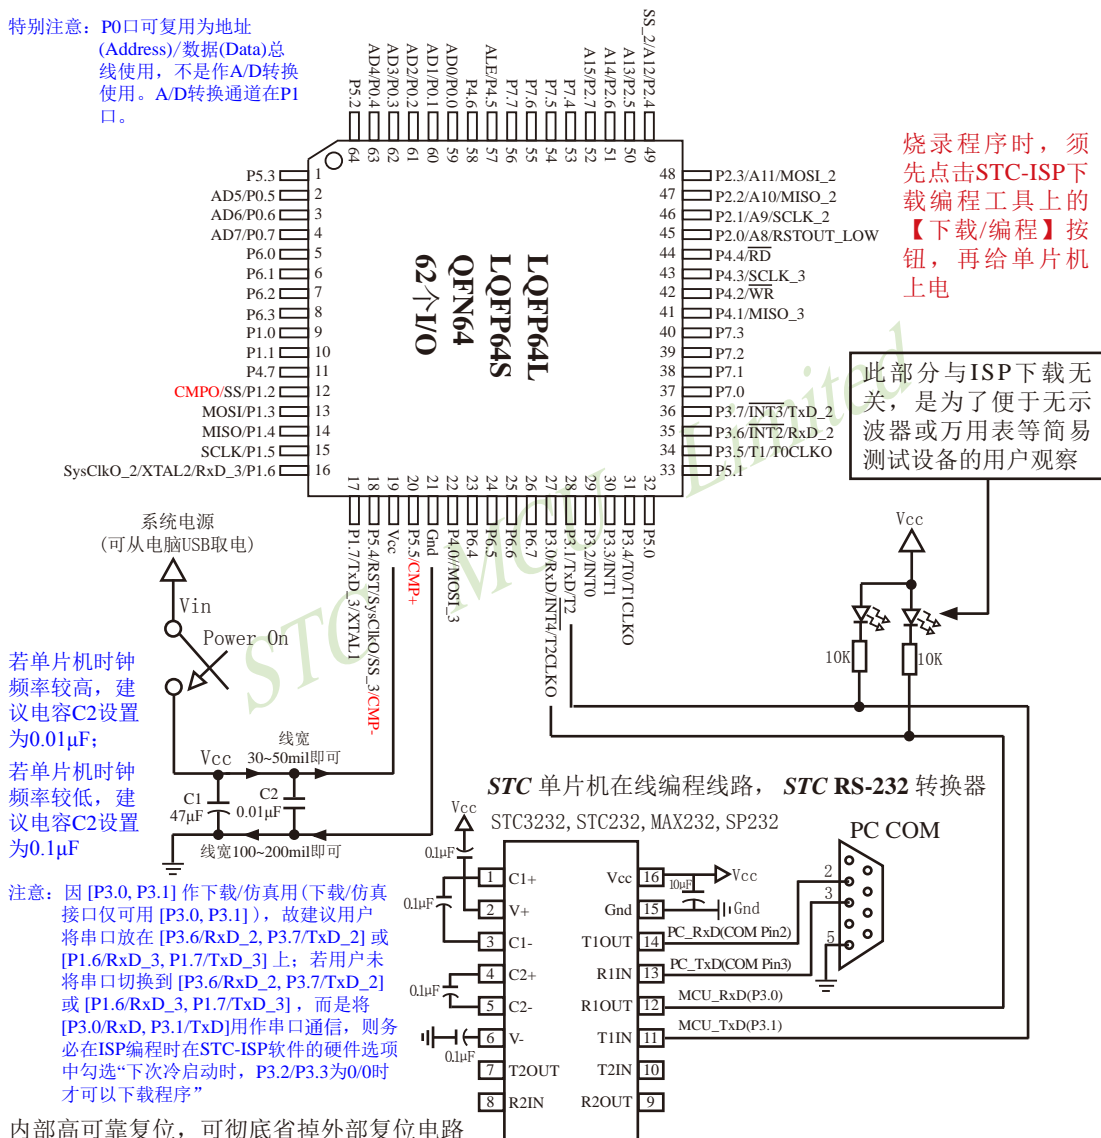 特别注意：P0口可复用为地址
(Address)/数据(Data)总
线使用，不是作A/D转换
使用。A/D转换通道在P1
口。
P5.2
AD4/P0.4
AD3/P0.3
AD2/P0.2
AD1/P0.1
AD0/P0.0
P4.6
ALE/P4.5
P7.7
P7.6
P7.5
P7.4
A15/P2.7
A14/P2.6
A13/P2.5
SS_2/A12/P2.4
64
63
62
61
60
59
58
57
56
55
54
53
52
51
50
49
烧录程序时，须
先点击STC-ISP下
载编程工具上的
【下载/编程】按
钮，再给单片机
上电
P5.3 1
AD5/P0.5 2
AD6/P0.6 3
AD7/P0.7 4
P6.0 5
P6.1 6
P6.2 7
P6.3 8
P1.0 9
P1.1 10
P4.7 11
CMPO/SS/P1.2 12
MOSI/P1.3 13
MISO/P1.4 14
SCLK/P1.5 15
SysClkO_2/XTAL2/RxD_3/P1.6 16
LQFP64L
LQFP64S
QFN64
62个I/O
48 P2.3/A11/MOSI_2
47 P2.2/A10/MISO_2
46 P2.1/A9/SCLK_2
45 P2.0/A8/RSTOUT_LOW
44 P4.4/RD
43 P4.3/SCLK_3
42 P4.2/WR
41 P4.1/MISO_3
40 P7.3
39 P7.2
38 P7.1
37 P7.0
36 P3.7/INT3/TxD_2
35 P3.6/INT2/RxD_2
34 P3.5/T1/T0CLKO
33 P5.1
17 P1.7/TxD_3/XTAL1
18 P5.4/RST/SysClkO/SS_3/CMP-
19 Vcc
20 P5.5/CMP+
21 Gnd
22 P4.0//MOSI_3
23 P6.4
24 P6.5
25 P6.6
26 P6.7
27 P3.0/RxD/INT4/T2CLKO
28 P3.1/TxD/T2
29 P3.2/INT0
30 P3.3/INT1
31 P3.4/T0/T1CLKO
32 P5.0
此部分与ISP下载无
关，是为了便于无示
波器或万用表等简易
测试设备的用户观察
STC MCU Limited
系统电源
(可从电脑USB取电)
Vin
Power On
若单片机时钟
频率较高，建
议电容C2设置
为0.01μF；
若单片机时钟
频率较低，建
议电容C2设置
为0.1μF
Vcc
线宽
30~50mil即可
C1
47μF
C2
0.01μF
线宽100~200mil即可
Vcc
10K
10K
STC 单片机在线编程线路， STC RS-232 转换器
STC3232,STC232,MAX232,SP232
PC COM
Vcc
0.1μF
0.1μF
0.1μF
0.1μF
1 C1+
2 V+
3 C1-
4 C2+
5 C2-
6 V-
7 T2OUT
8 R2IN
Vcc 16
Gnd 15
T1OUT 14
R1IN 13
R1OUT 12
T1IN 11
T2IN 10
R2OUT 9
10μF
Vcc
Gnd
PC_RxD(COM Pin2)
PC_TxD(COM Pin3)
MCU_RxD(P3.0)
MCU_TxD(P3.1)
2
3
5
注意：因 [P3.0, P3.1] 作下载/仿真用(下载/仿真
接口仅可用 [P3.0, P3.1] )，故建议用户
将串口放在 [P3.6/RxD_2, P3.7/TxD_2] 或
[P1.6/RxD_3, P1.7/TxD_3] 上；若用户未
将串口切换到 [P3.6/RxD_2, P3.7/TxD_2]
或 [P1.6/RxD_3, P1.7/TxD_3] ，而是将
[P3.0/RxD, P3.1/TxD]用作串口通信，则务
必在ISP编程时在STC-ISP软件的硬件选项
中勾选“下次冷启动时，P3.2/P3.3为0/0时
才可以下载程序”
内部高可靠复位，可彻底省掉外部复位电路